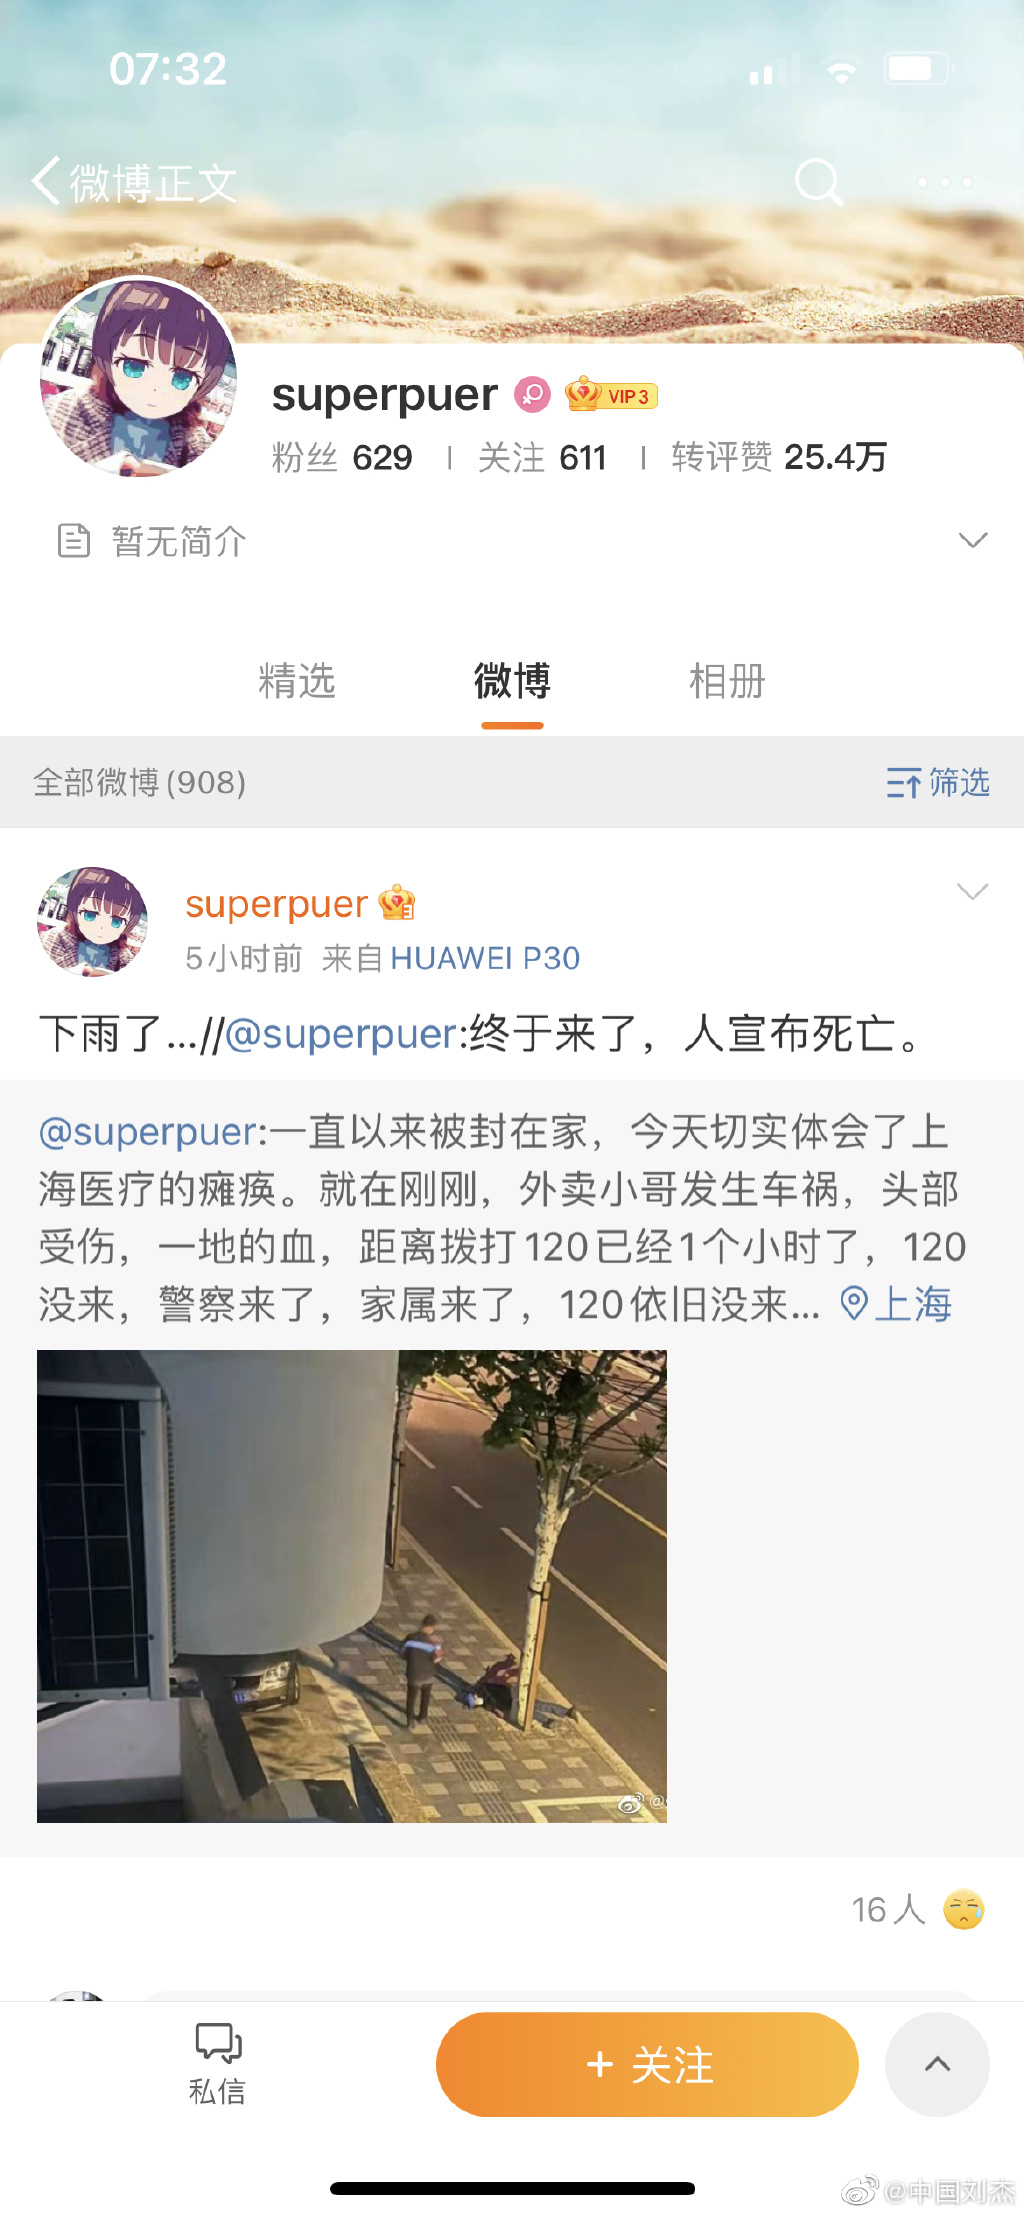 07:32
微博正文
superpuer VIP 3
粉丝 629 | 关注 611 | 转评赞 25.4万
暂无简介
精选 微博 相册
全部微博(908) 筛选
superpuer
5小时前 来自 HUAWEI P30
下雨了...//@superpuer:终于来了，人宣布死亡。
@superpuer:一直以来被封在家，今天切实体会了上
海医疗的瘫痪。就在刚刚，外卖小哥发生车祸，头部
受伤，一地的血，距离拨打120已经1个小时了，120
没来，警察来了，家属来了，120依旧没来... 上海
16人
私信
+ 关注
@中国刘杰